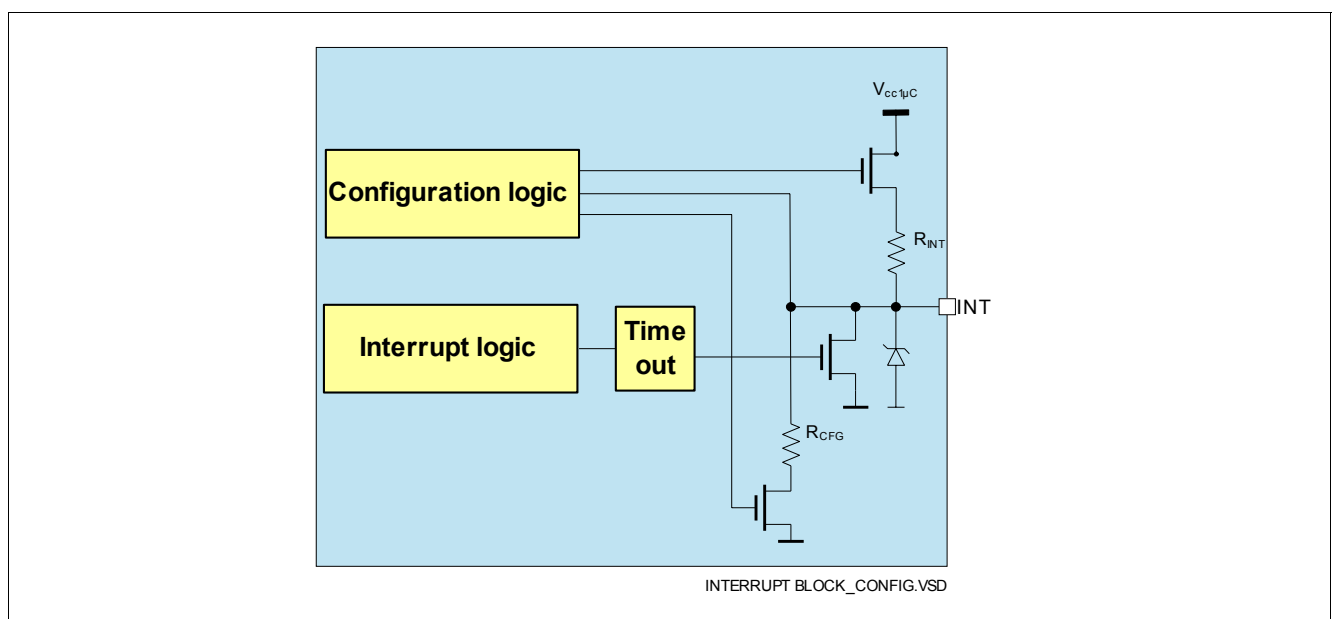 Vcc1µC
Configuration logic
RINT
INT
Interrupt logic
Time
out
RCFG
INTERRUPT BLOCK_CONFIG.VSD